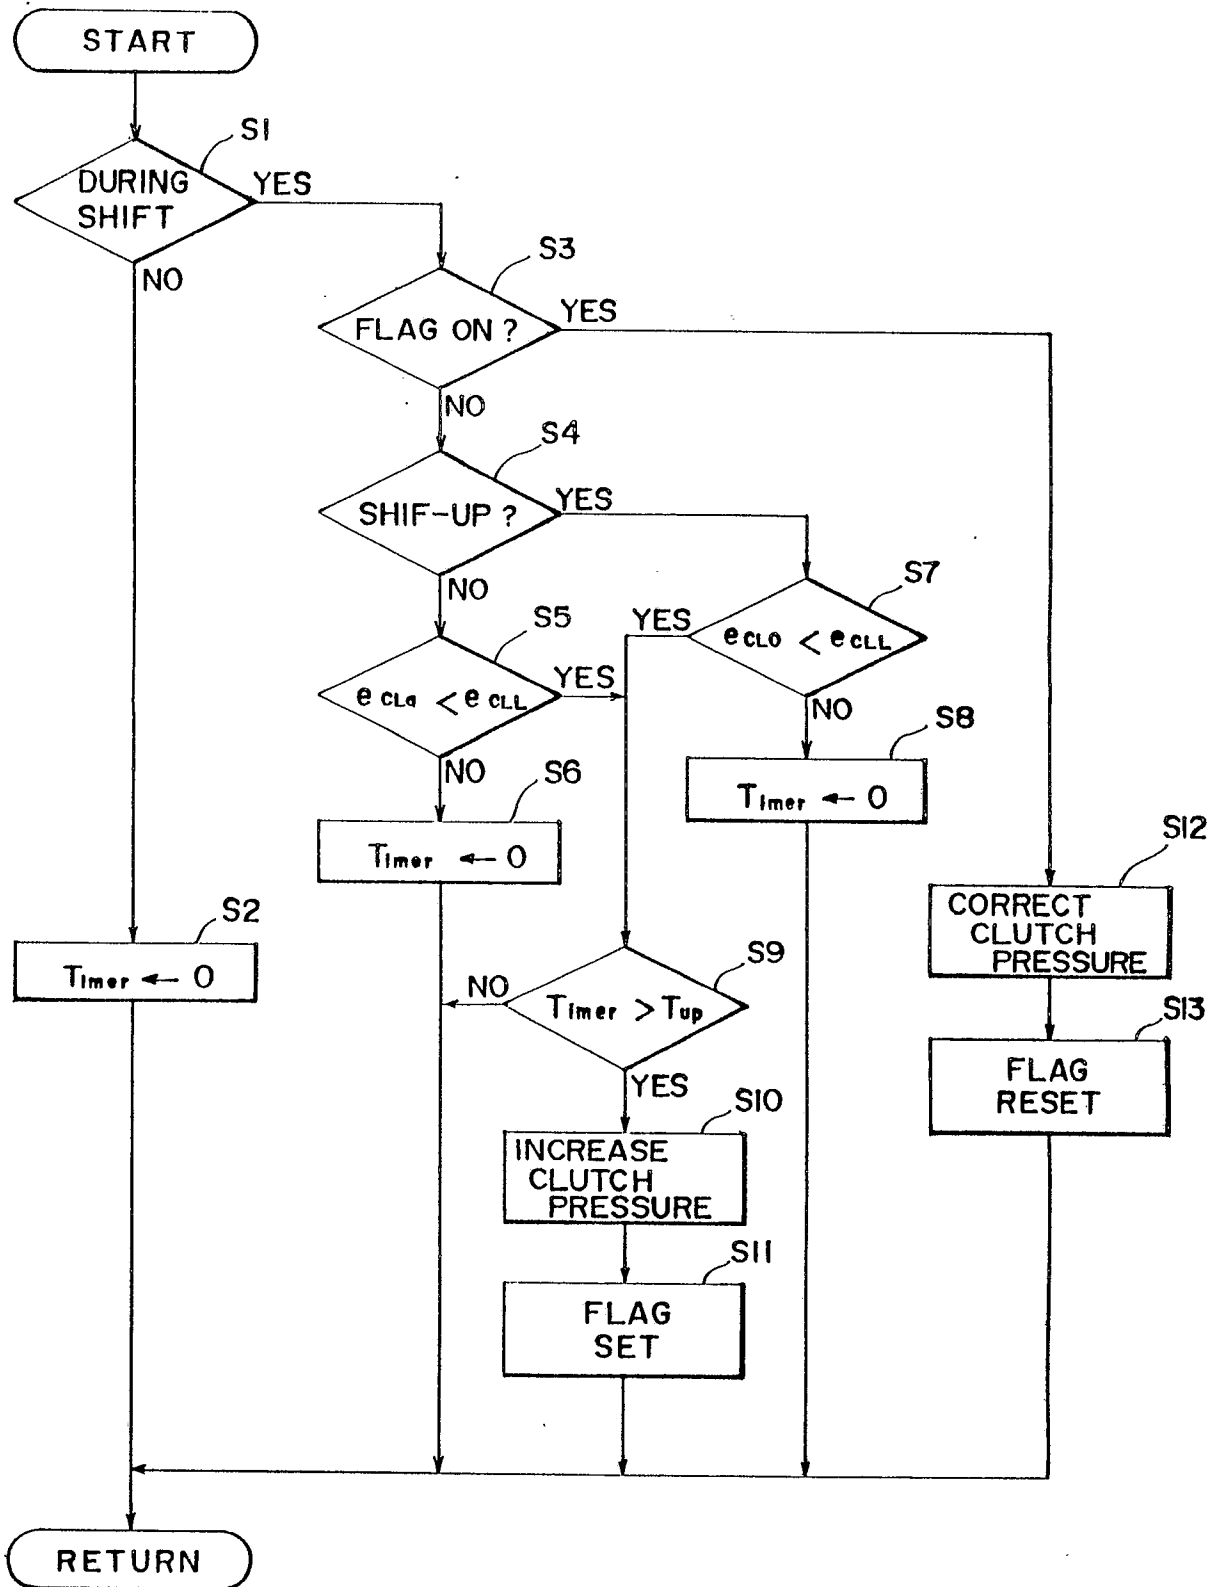 START
S1
DURING
SHIFT
YES
NO
S3
FLAG ON ?
YES
NO
S4
SHIF-UP ?
YES
NO
S5
e CLa < e CLL
YES
NO
S6
Timer ← 0
S7
e CLO < e CLL
YES
NO
S8
Timer ← 0
S2
Timer ← 0
S9
Timer > Tup
NO
YES
S10
INCREASE
CLUTCH
PRESSURE
S11
FLAG
SET
S12
CORRECT
CLUTCH
PRESSURE
S13
FLAG
RESET
RETURN